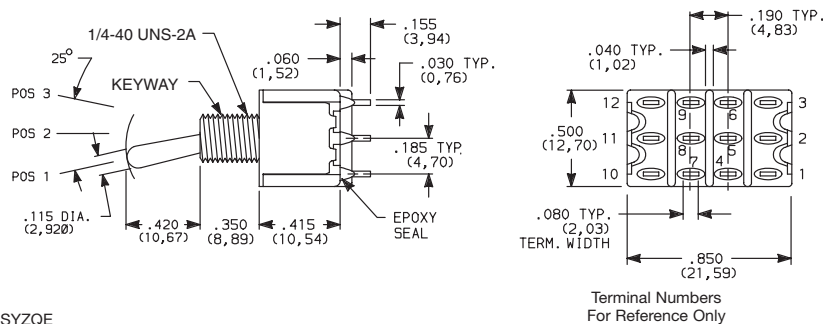 1/4-40 UNS-2A
25°
KEYWAY
POS 3
POS 2
POS 1
.115 DIA.
(2,920)
.420
(10,67)
.350
(8,89)
.415
(10,54)
.060
(1,52)
.155
(3,94)
.030 TYP.
(0,76)
.185 TYP.
(4,70)
EPOXY
SEAL
.190 TYP.
(4,83)
.040 TYP.
(1,02)
.500
(12,70)
12
9
6
3
11
8
5
2
10
7
4
1
.080 TYP.
(2,03)
TERM. WIDTH
.850
(21,59)
Terminal Numbers
For Reference Only
SYZQE